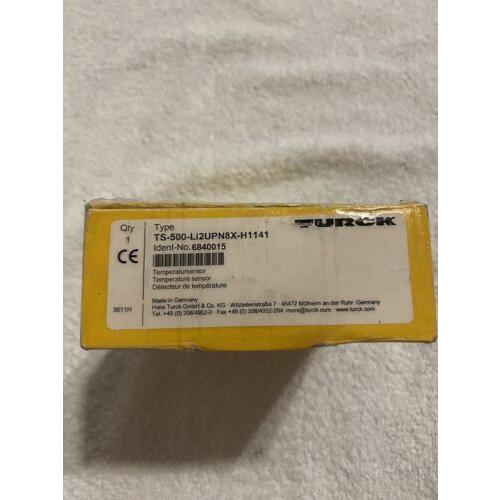 Qty
1
Type
TS-500-Li2UPN8X-H1141
Ident-No. 6840015
TURCK
Temperatursensor
Temperature sensor
Détecteur de température
CE
3611H
Made in Germany
Hans Turck GmbH & Co. KG · Witzlebenstraße 7 · 45472 Mülheim an der Ruhr · Germany
Tel. +49 (0) 208/4952-0 · Fax +49 (0) 208/4952-264 · more@turck.com · www.turck.com